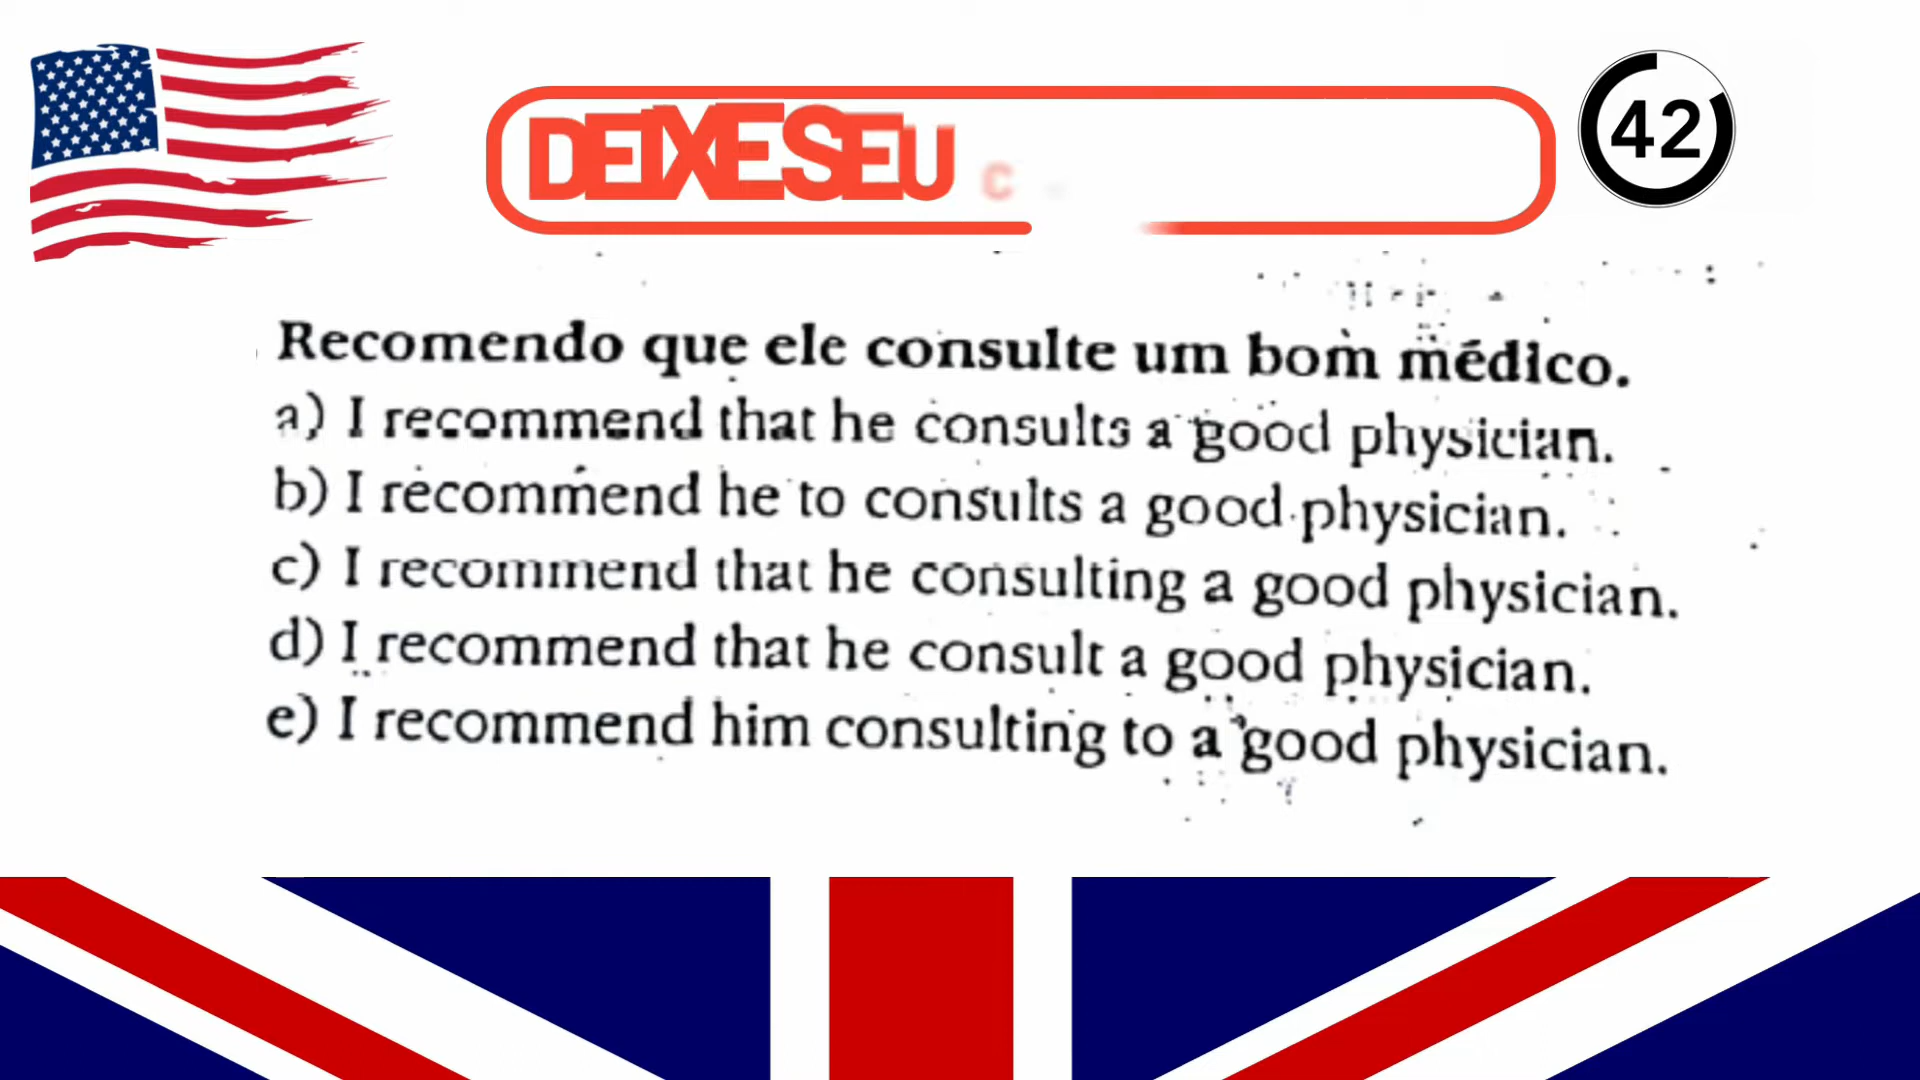 DEIXE SEU
42
Recomendo que ele consulte um bom médico.
a) I recommend that he consults a good physician.
b) I recommend he to consults a good physician.
c) I recommend that he consulting a good physician.
d) I recommend that he consult a good physician.
e) I recommend him consulting to a good physician.